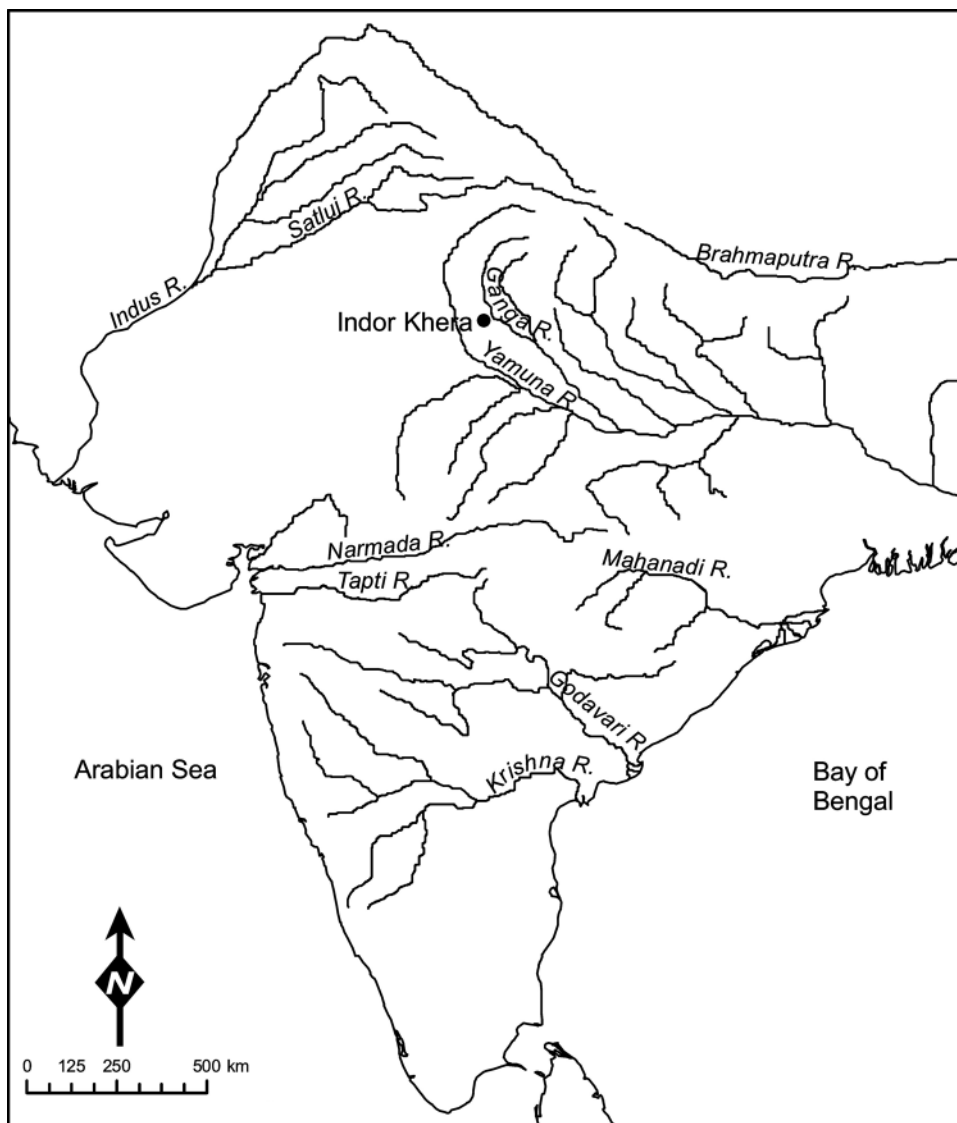 Satluj R.
Brahmaputra R.
Indus R.
Ganga R.
Indor Khera
Yamuna R
Narmada R.
Mahanadi R.
Tapti R
Godavari R
Krishna R.
Arabian Sea
Bay of
Bengal
N
0 125 250 500 km